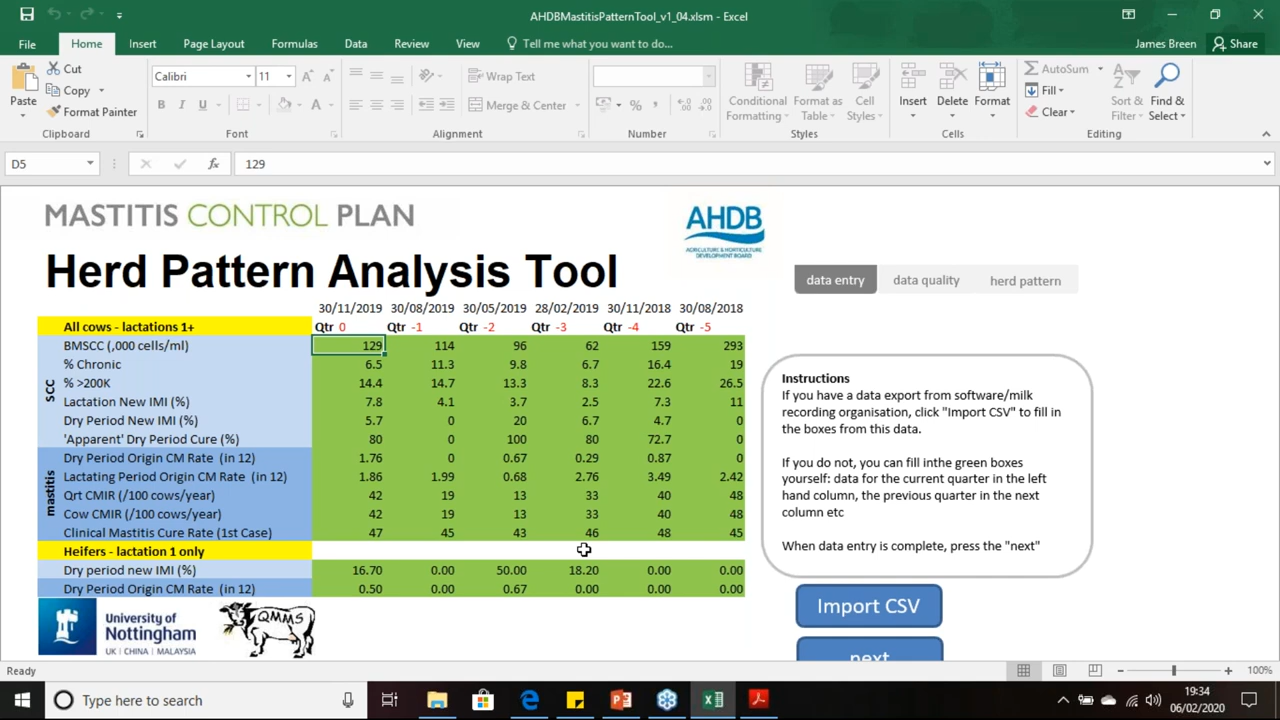 AHDBMastitisPatternTool_v1_04.xlsm - Excel
File Home Insert Page Layout Formulas Data Review View Tell me what you want to do... James Breen Share
Paste Cut Copy Format Painter
Calibri 11
B I U
Wrap Text
Merge & Center
Conditional Formatting Format as Table Cell Styles
Insert Delete Format
AutoSum Fill Clear
Sort & Filter Find & Select
Clipboard Font Alignment Number Styles Cells Editing
D5 fx 129
MASTITIS CONTROL PLAN
AHDB
AGRICULTURE & HORTICULTURE
DEVELOPMENT BOARD
Herd Pattern Analysis Tool
data entry data quality herd pattern
30/11/2019 30/08/2019 30/05/2019 28/02/2019 30/11/2018 30/08/2018
All cows - lactations 1+ Qtr 0 Qtr -1 Qtr -2 Qtr -3 Qtr -4 Qtr -5
SCC
BMSCC (,000 cells/ml) 129 114 96 62 159 293
% Chronic 6.5 11.3 9.8 6.7 16.4 19
% >200K 14.4 14.7 13.3 8.3 22.6 26.5
Lactation New IMI (%) 7.8 4.1 3.7 2.5 7.3 11
Dry Period New IMI (%) 5.7 0 20 6.7 4.7 0
'Apparent' Dry Period Cure (%) 80 0 100 80 72.7 0
mastitis
Dry Period Origin CM Rate (in 12) 1.76 0 0.67 0.29 0.87 0
Lactating Period Origin CM Rate (in 12) 1.86 1.99 0.68 2.76 3.49 2.42
Qrt CMIR (/100 cows/year) 42 19 13 33 40 48
Cow CMIR (/100 cows/year) 42 19 13 33 40 48
Clinical Mastitis Cure Rate (1st Case) 47 45 43 46 48 45
Heifers - lactation 1 only
Dry period new IMI (%) 16.70 0.00 50.00 18.20 0.00 0.00
Dry Period Origin CM Rate (in 12) 0.50 0.00 0.67 0.00 0.00 0.00
Instructions
If you have a data export from software/milk
recording organisation, click "Import CSV" to fill in
the boxes from this data.
If you do not, you can fill inthe green boxes
yourself: data for the current quarter in the left
hand column, the previous quarter in the next
column etc
When data entry is complete, press the "next"
Import CSV
next
University of
Nottingham
UK | CHINA | MALAYSIA
QMMS
Ready 100%
Type here to search
19:34
06/02/2020